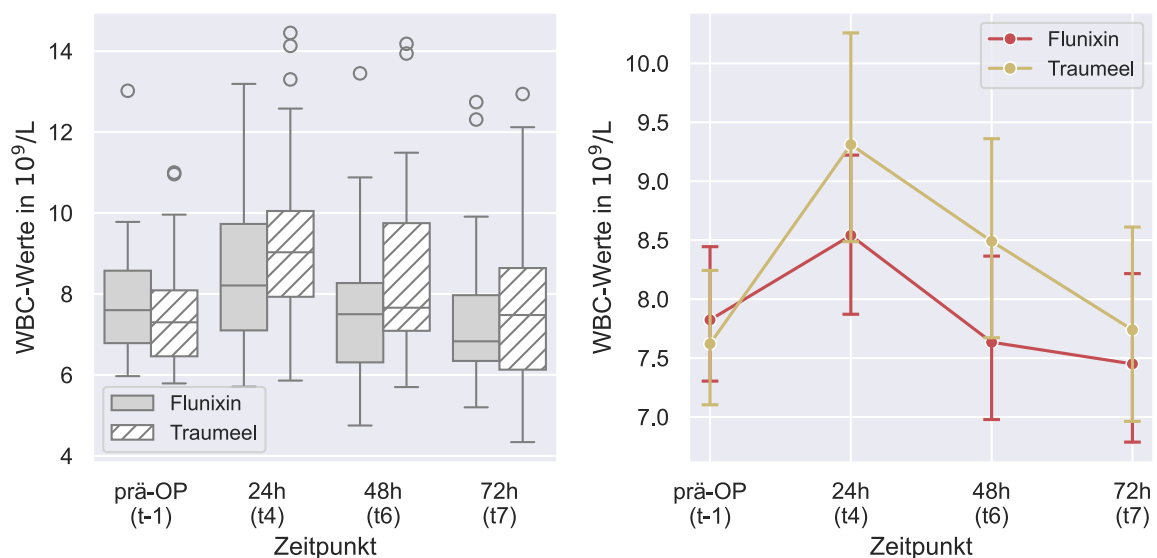 WBC-Werte in 10⁹/L
14
12
10
8
6
4
Flunixin
Traumeel
prä-OP
(t-1)
24h
(t4)
48h
(t6)
72h
(t7)
Zeitpunkt
WBC-Werte in 10⁹/L
10.0
9.5
9.0
8.5
8.0
7.5
7.0
Flunixin
Traumeel
prä-OP
(t-1)
24h
(t4)
48h
(t6)
72h
(t7)
Zeitpunkt